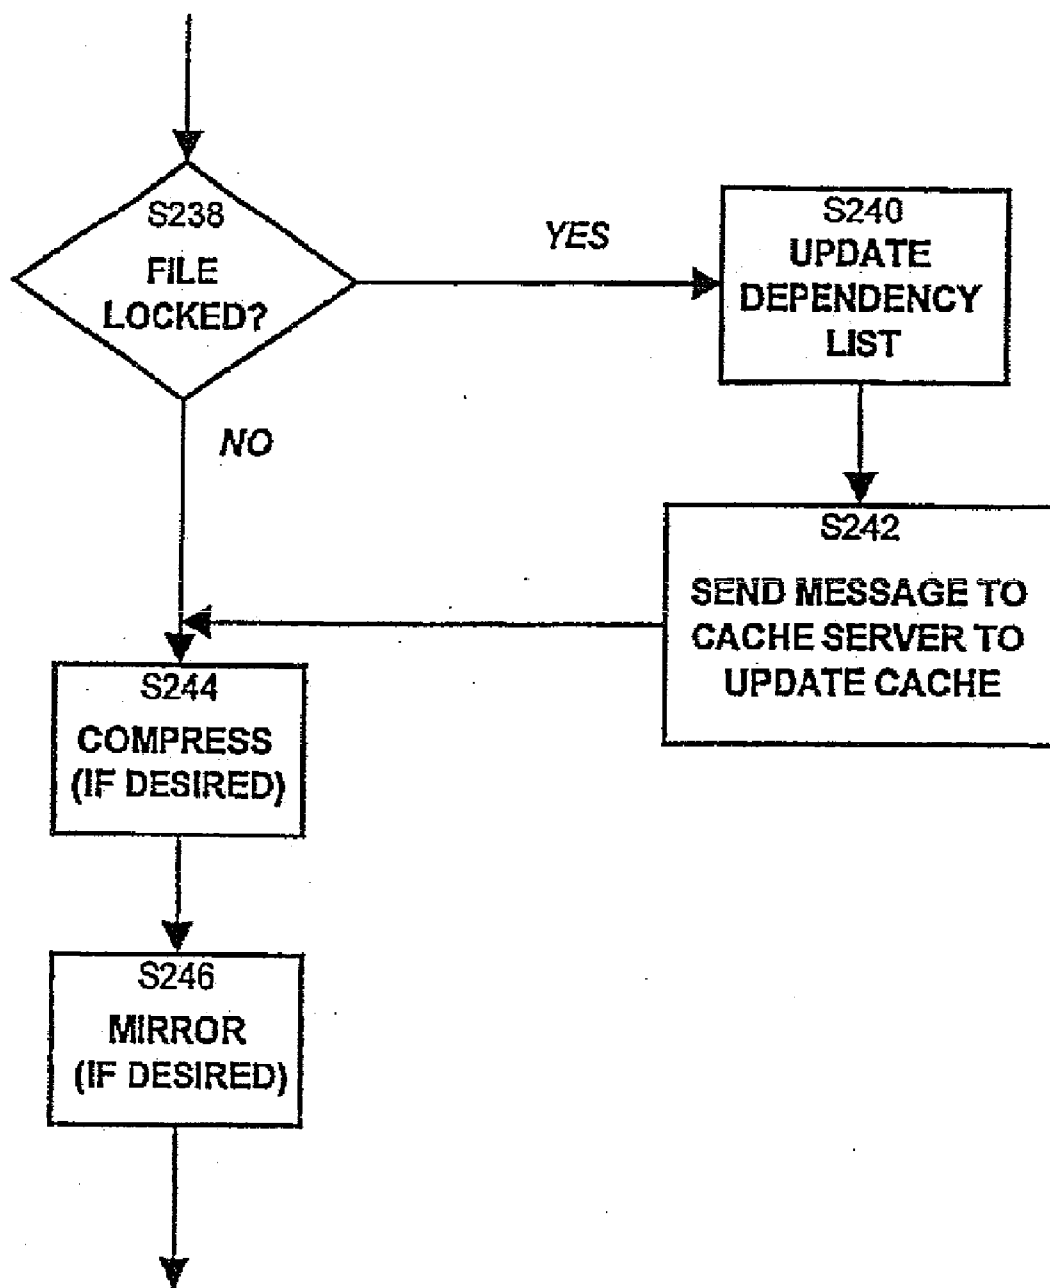 S238
FILE
LOCKED?
YES
S240
UPDATE
DEPENDENCY
LIST
NO
S242
SEND MESSAGE TO
CACHE SERVER TO
UPDATE CACHE
S244
COMPRESS
(IF DESIRED)
S246
MIRROR
(IF DESIRED)